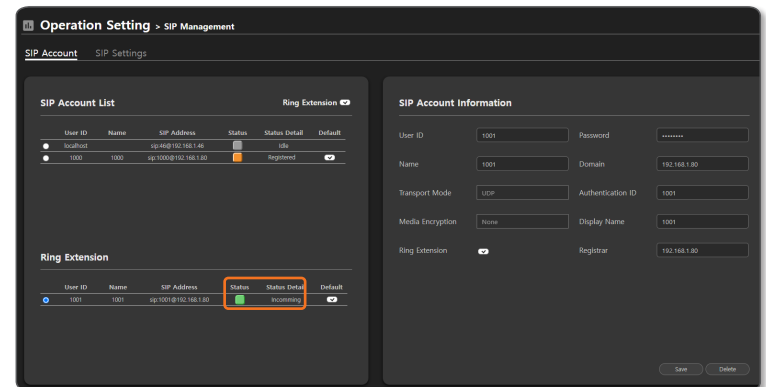 Operation Setting > SIP Management
SIP Account SIP Settings
SIP Account List Ring Extension
User ID Name SIP Address Status Status Detail Default
localhost sip:46@192.168.1.46 Idle
1000 1000 sip:1000@192.168.1.80 Registered
Ring Extension
User ID Name SIP Address Status Status Detail Default
1001 1001 sip:1001@192.168.1.80 Incomming
SIP Account Information
User ID 1001 Password ••••••••
Name 1001 Domain 192.168.1.80
Transport Mode UDP Authentication ID 1001
Media Encryption None Display Name 1001
Ring Extension Registrar 192.168.1.80
Save Delete